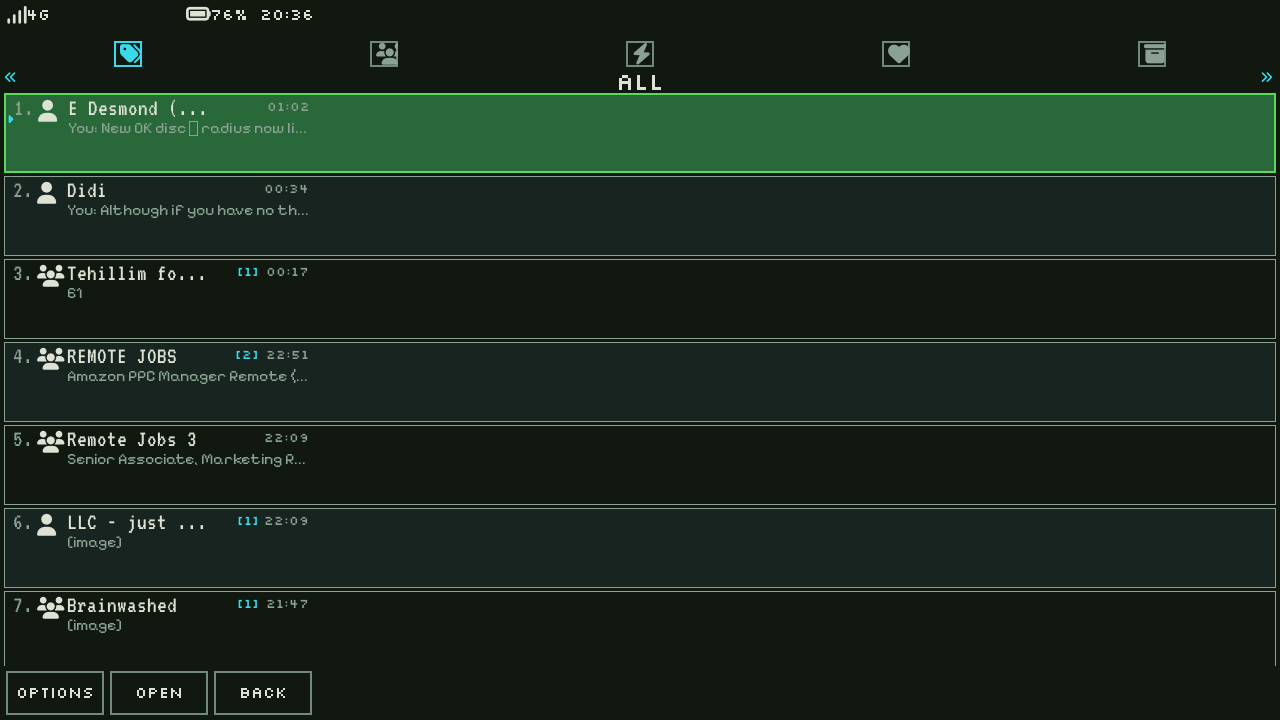 4G 76% 20:36
« »
ALL
1. E Desmond (... 01:02
You: New OK disc radius now li...
2. Didi 00:34
You: Although if you have no th...
3. Tehillim fo... [1] 00:17
61
4. REMOTE JOBS [2] 22:51
Amazon PPC Manager Remote (...
5. Remote Jobs 3 22:09
Senior Associate, Marketing R...
6. LLC - just ... [1] 22:09
[image]
7. Brainwashed [1] 21:47
[image]
OPTIONS OPEN BACK